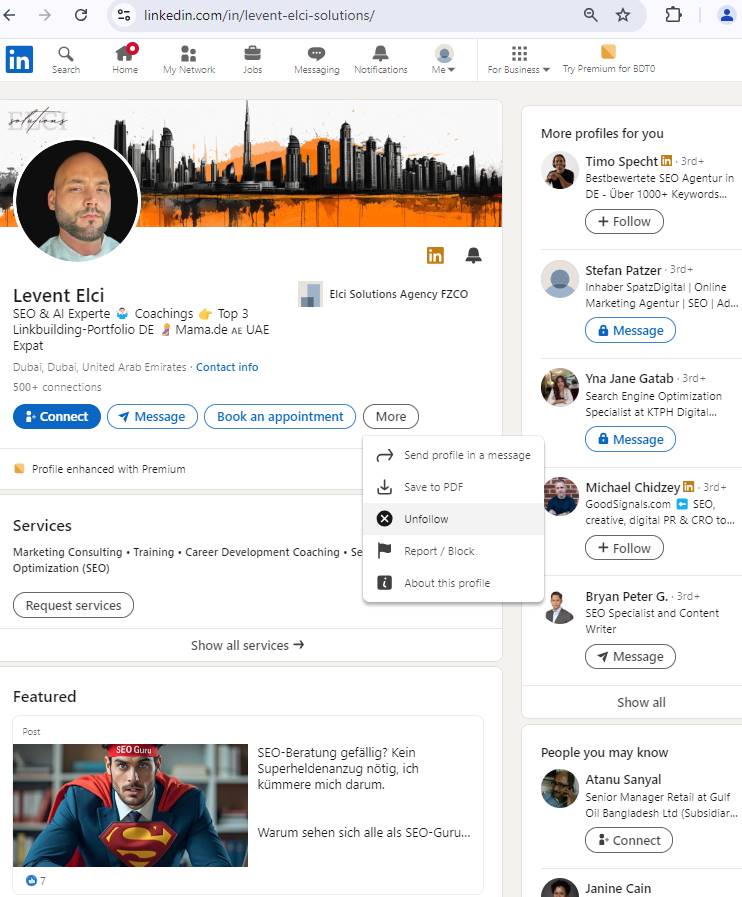 linkedin.com/in/levent-elci-solutions/
in
Search
Home
My Network
Jobs
Messaging
Notifications
Me
For Business
Try Premium for BDT0
ELCI
solutions
Levent Elci
SEO & AI Experte 🤷🏻‍♂️ Coachings 👉 Top 3
Linkbuilding-Portfolio DE 🤱 Mama.de ᴀᴇ UAE
Expat
Elci Solutions Agency FZCO
Dubai, Dubai, United Arab Emirates · Contact info
500+ connections
Connect
Message
Book an appointment
More
Send profile in a message
Save to PDF
Unfollow
Report / Block
About this profile
Profile enhanced with Premium
Services
Marketing Consulting • Training • Career Development Coaching • Se
Optimization (SEO)
Request services
Show all services →
Featured
Post
SEO Guru
SEO-Beratung gefällig? Kein
Superheldenanzug nötig, ich
kümmere mich darum.
Warum sehen sich alle als SEO-Guru...
7
More profiles for you
Timo Specht in · 3rd+
Bestbewertete SEO Agentur in
DE - Über 1000+ Keywords...
+ Follow
Stefan Patzer · 3rd+
Inhaber SpatzDigital | Online
Marketing Agentur | SEO | Ad...
Message
Yna Jane Gatab · 3rd+
Search Engine Optimization
Specialist at KTPH Digital...
Message
Michael Chidzey in · 3rd+
GoodSignals.com ⬅️ SEO,
creative, digital PR & CRO to...
+ Follow
Bryan Peter G. · 3rd+
SEO Specialist and Content
Writer
Message
Show all
People you may know
Atanu Sanyal
Senior Manager Retail at Gulf
Oil Bangladesh Ltd (Subsidiar...
Connect
Janine Cain